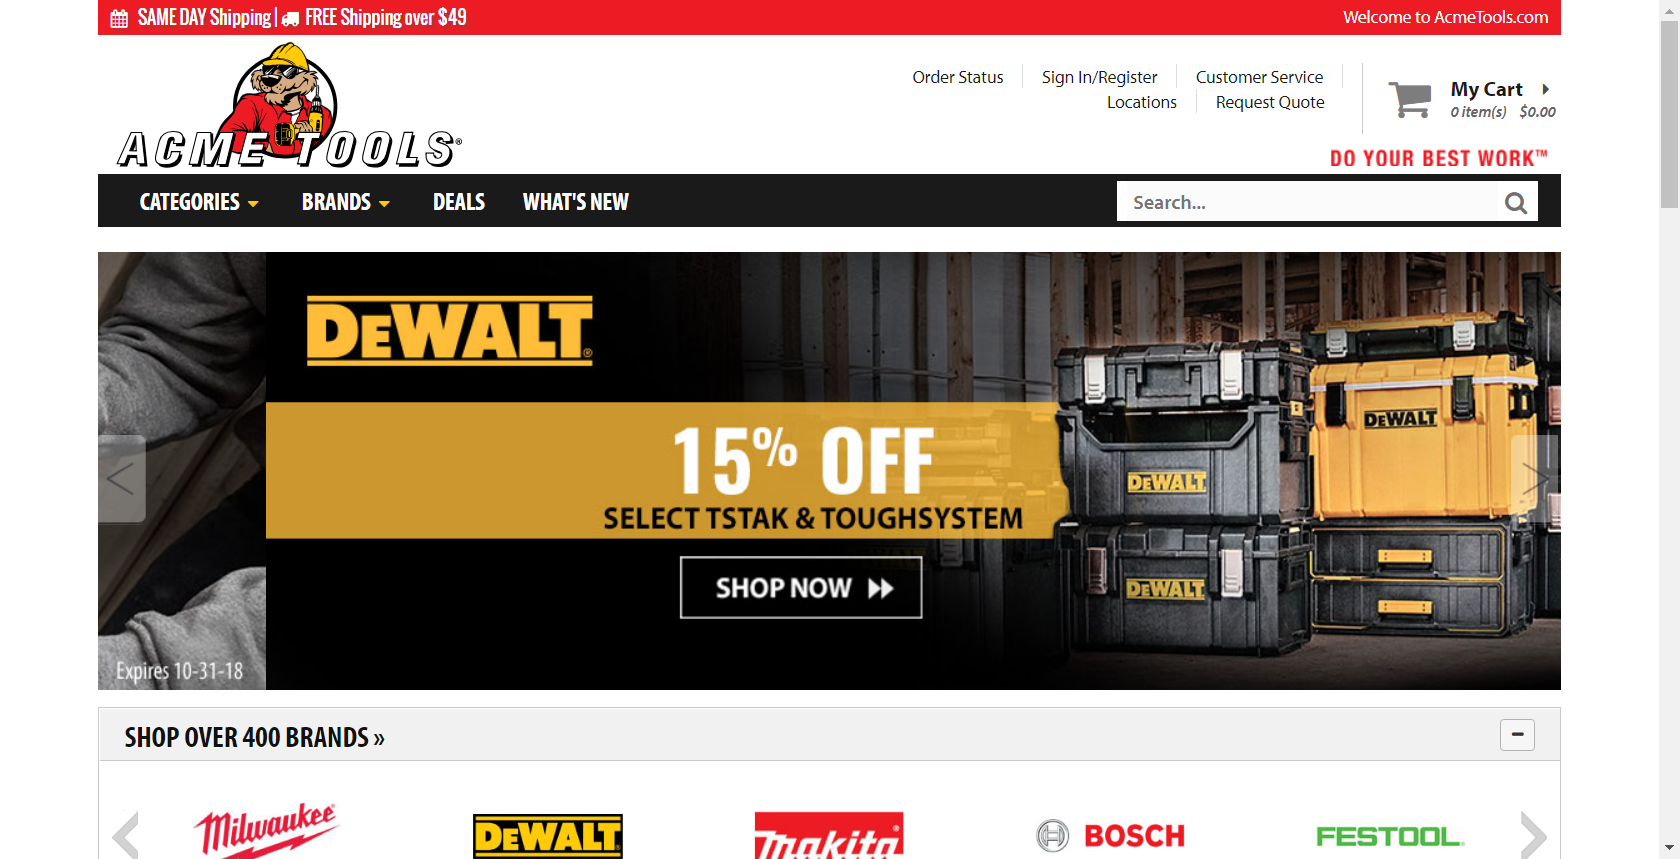 SAME DAY Shipping | FREE Shipping over $49
Welcome to AcmeTools.com
ACME TOOLS®
Order Status
Sign In/Register
Customer Service
Locations
Request Quote
My Cart
0 item(s) $0.00
DO YOUR BEST WORK™
CATEGORIES
BRANDS
DEALS
WHAT'S NEW
Search...
DEWALT®
15% OFF
SELECT TSTAK & TOUGHSYSTEM
SHOP NOW
DEWALT
DEWALT
DEWALT
Expires 10-31-18
SHOP OVER 400 BRANDS »
Milwaukee®
DEWALT
makita®
BOSCH
FESTOOL